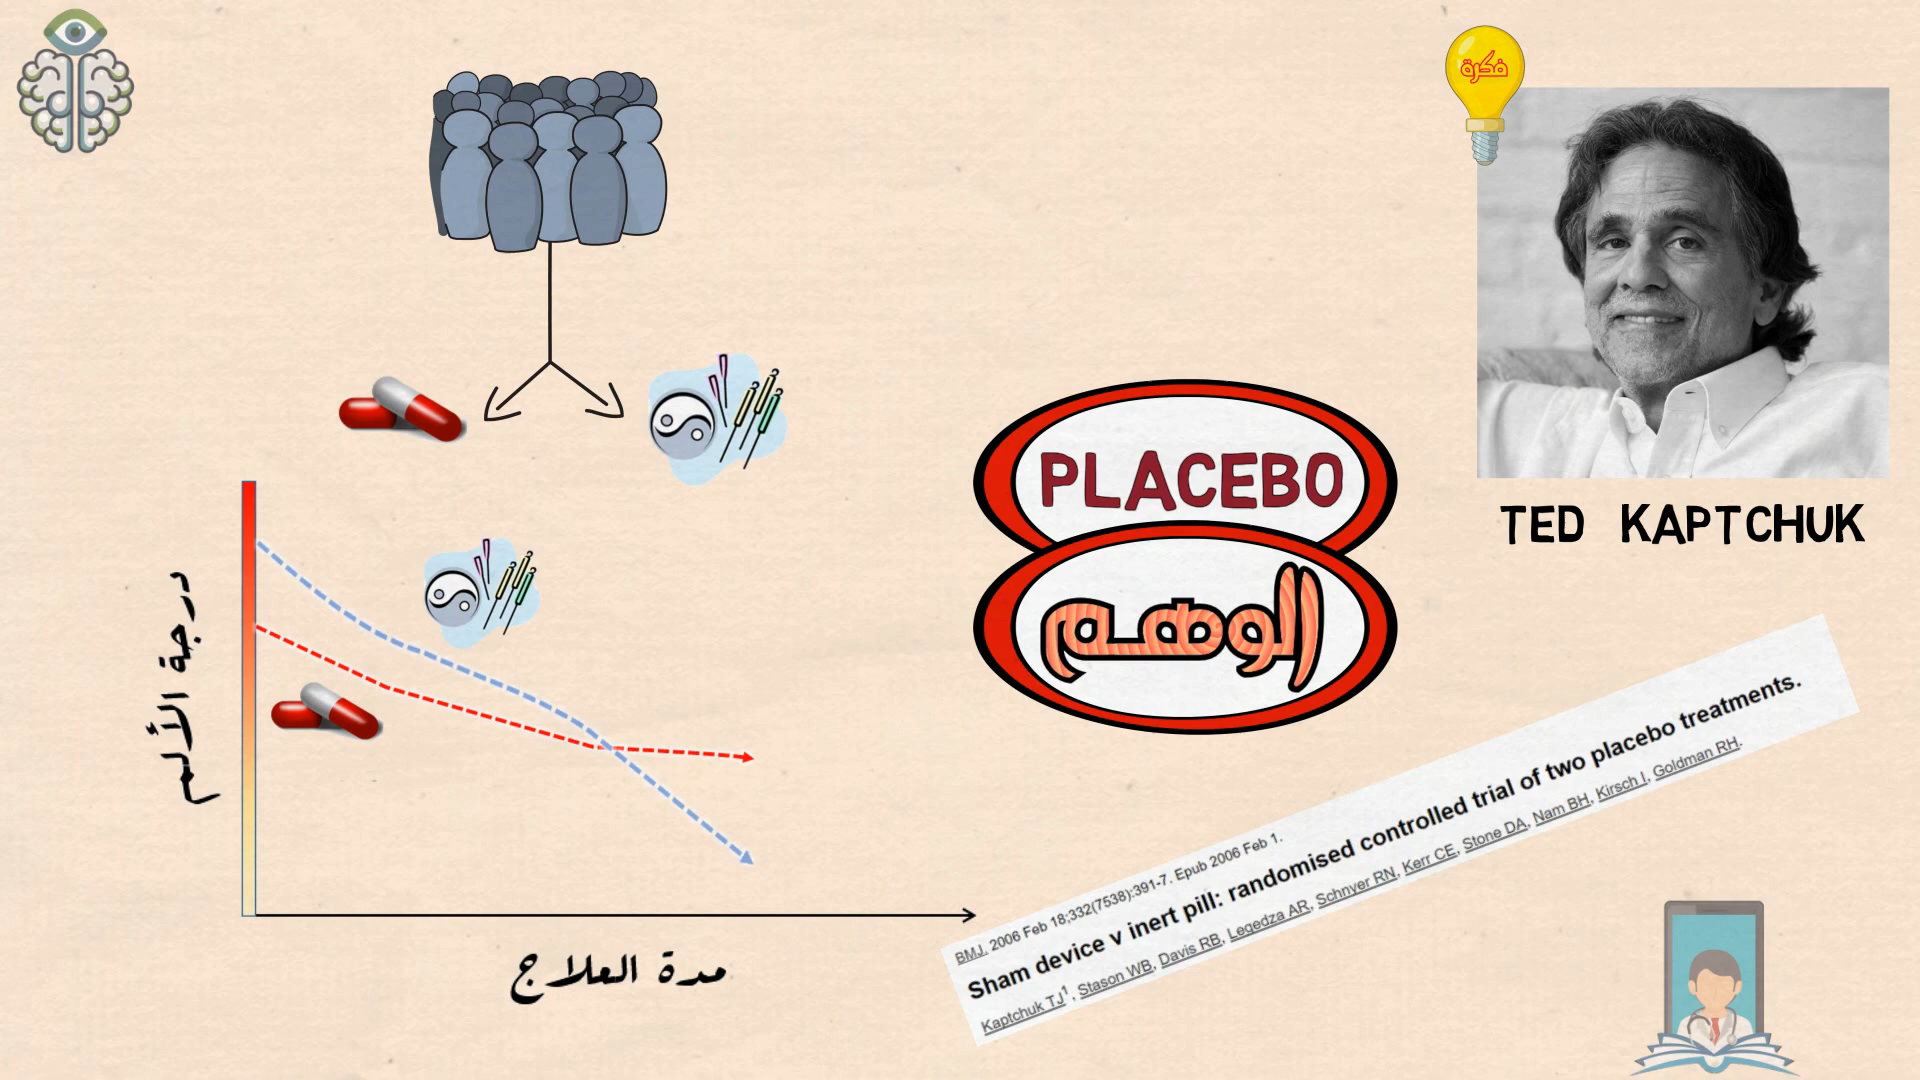 فكرة
TED KAPTCHUK
PLACEBO
الوهم
درجة الألم
مدة العلاج
BMJ. 2006 Feb 18;332(7538):391-7. Epub 2006 Feb 1.
Sham device v inert pill: randomised controlled trial of two placebo treatments.
Kaptchuk TJ1, Stason WB, Davis RB, Legedza AR, Schnyer RN, Kerr CE, Stone DA, Nam BH, Kirsch I, Goldman RH.